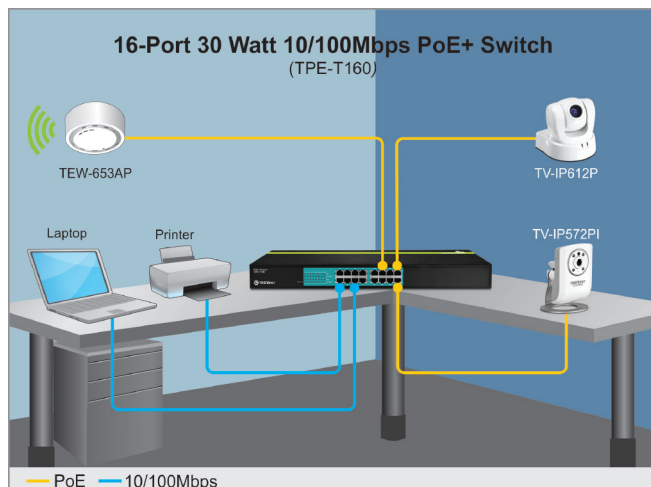 16-Port 30 Watt 10/100Mbps PoE+ Switch
(TPE-T160)
TEW-653AP
TV-IP612P
Laptop
Printer
TV-IP572PI
TRENDnet
PoE
10/100Mbps